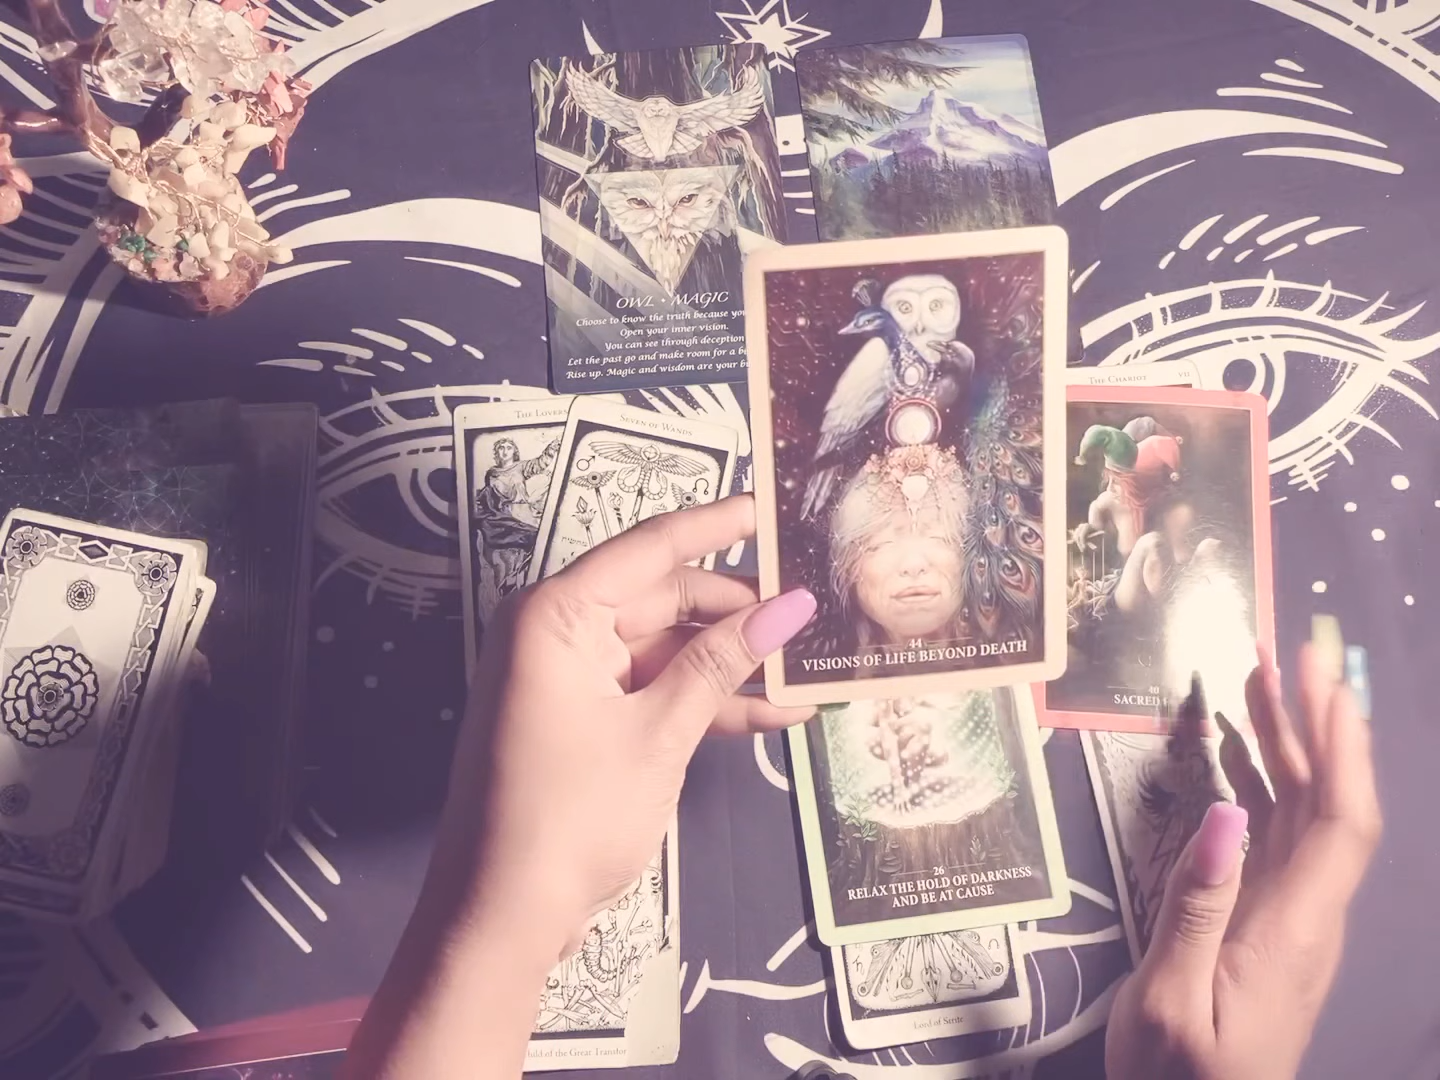 OWL • MAGIC
Choose to know the truth because you
Open your inner vision.
You can see through deception
Let the past go and make room for a
Rise up. Magic and wisdom are your
THE CHARIOT VII
THE LOVERS
SEVEN OF WANDS
44
VISIONS OF LIFE BEYOND DEATH
40
SACRED
26
RELAX THE HOLD OF DARKNESS
AND BE AT CAUSE
Lord of Strife
hild of the Great Transfor